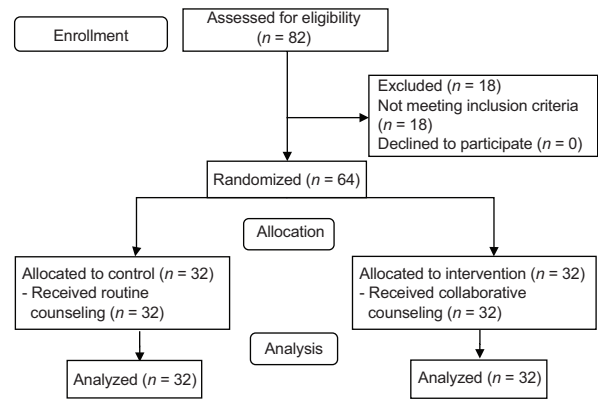 Enrollment
Assessed for eligibility
(n = 82)
Excluded (n = 18)
Not meeting inclusion criteria
(n = 18)
Declined to participate (n = 0)
Randomized (n = 64)
Allocation
Allocated to control (n = 32)
- Received routine
counseling (n = 32)
Allocated to intervention (n = 32)
- Received collaborative
counseling (n = 32)
Analysis
Analyzed (n = 32)
Analyzed (n = 32)